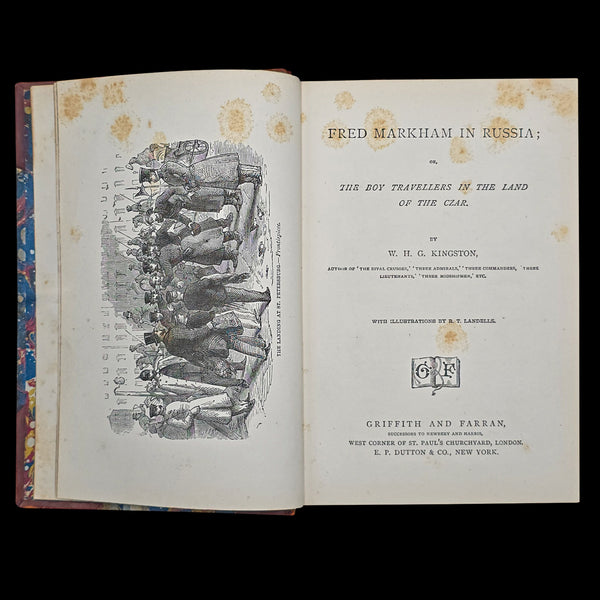 THE LANDING AT ST. PETERSBURG.—Frontispiece.
FRED MARKHAM IN RUSSIA;
OR,
THE BOY TRAVELLERS IN THE LAND
OF THE CZAR.
BY
W. H. G. KINGSTON,
AUTHOR OF 'THE RIVAL CRUSOES,' 'THREE ADMIRALS,' 'THREE COMMANDERS,' 'THREE
LIEUTENANTS,' 'THREE MIDSHIPMEN,' ETC.
WITH ILLUSTRATIONS BY R. T. LANDELLS.
G F
GRIFFITH AND FARRAN,
SUCCESSORS TO NEWBERY AND HARRIS,
WEST CORNER OF ST. PAUL'S CHURCHYARD, LONDON.
E. P. DUTTON & CO., NEW YORK.